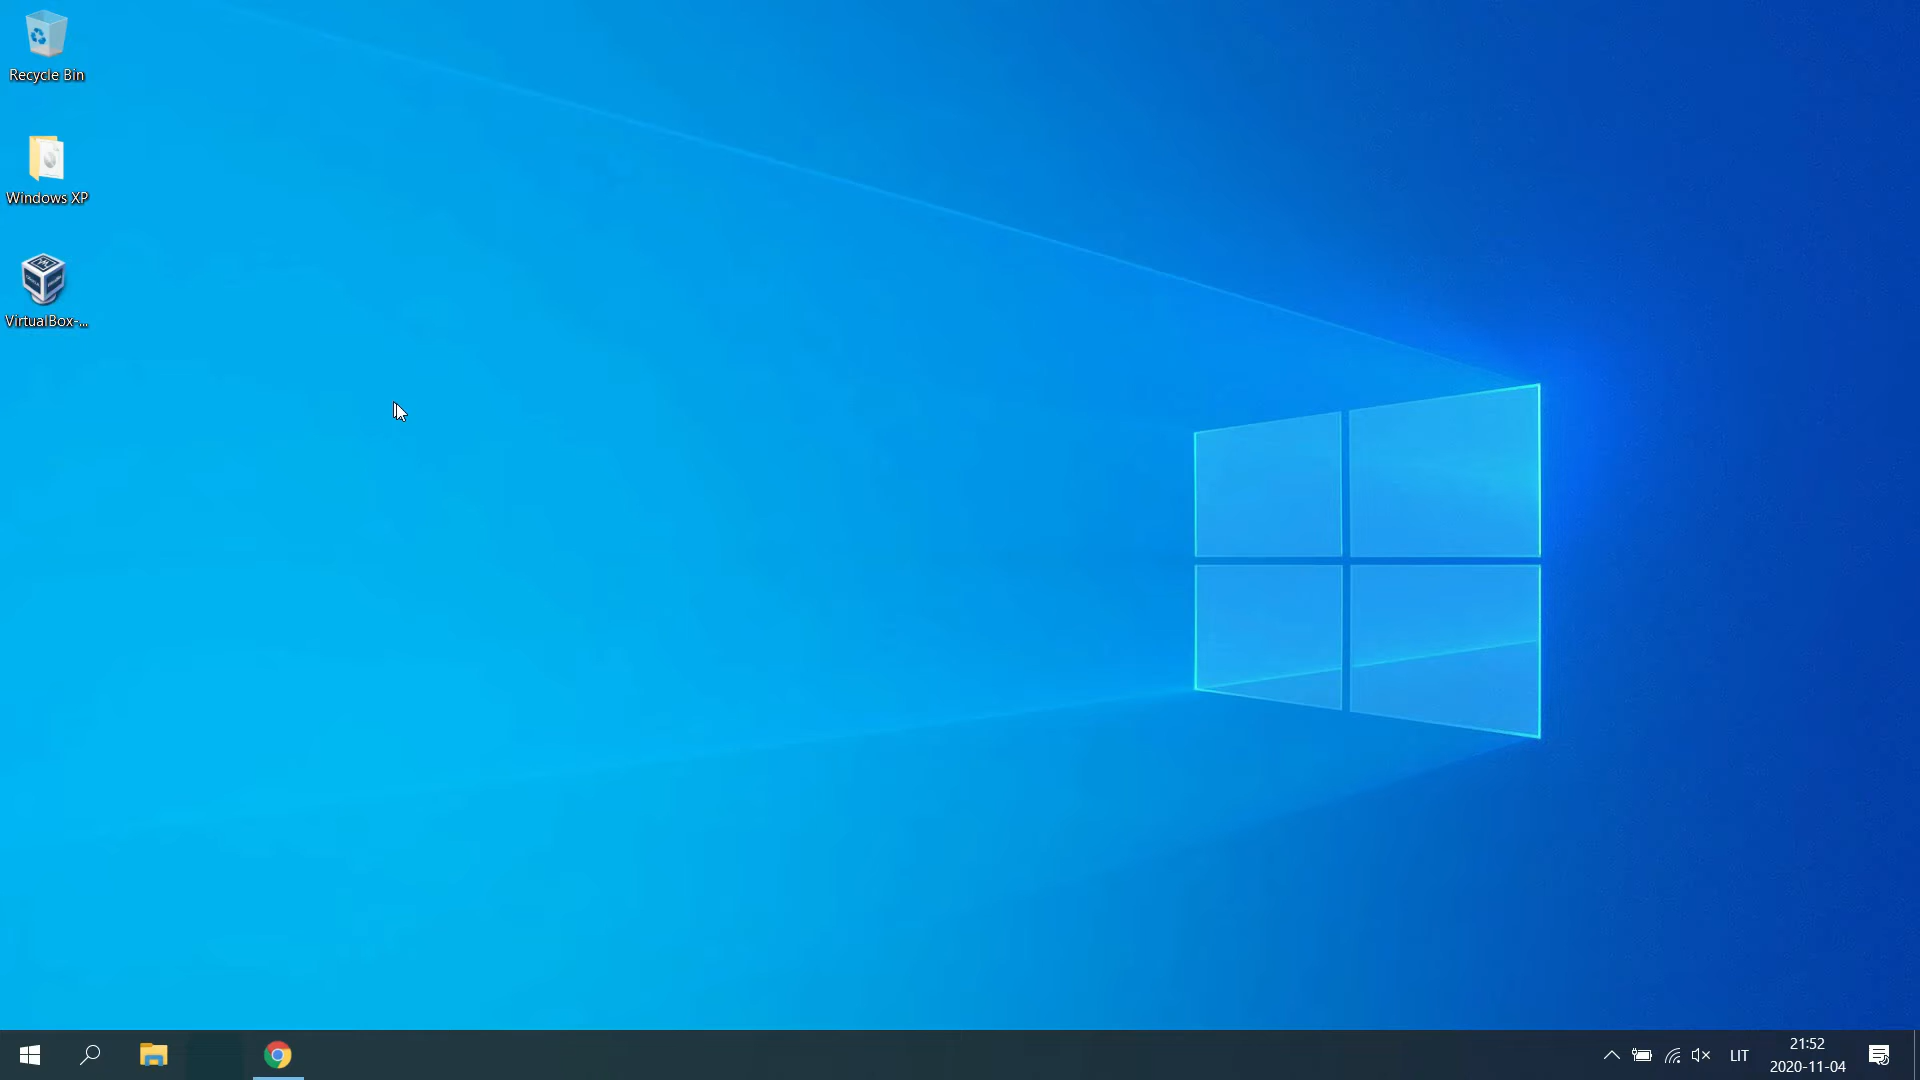 Recycle Bin
Windows XP
VirtualBox-...
LIT
21:52
2020-11-04